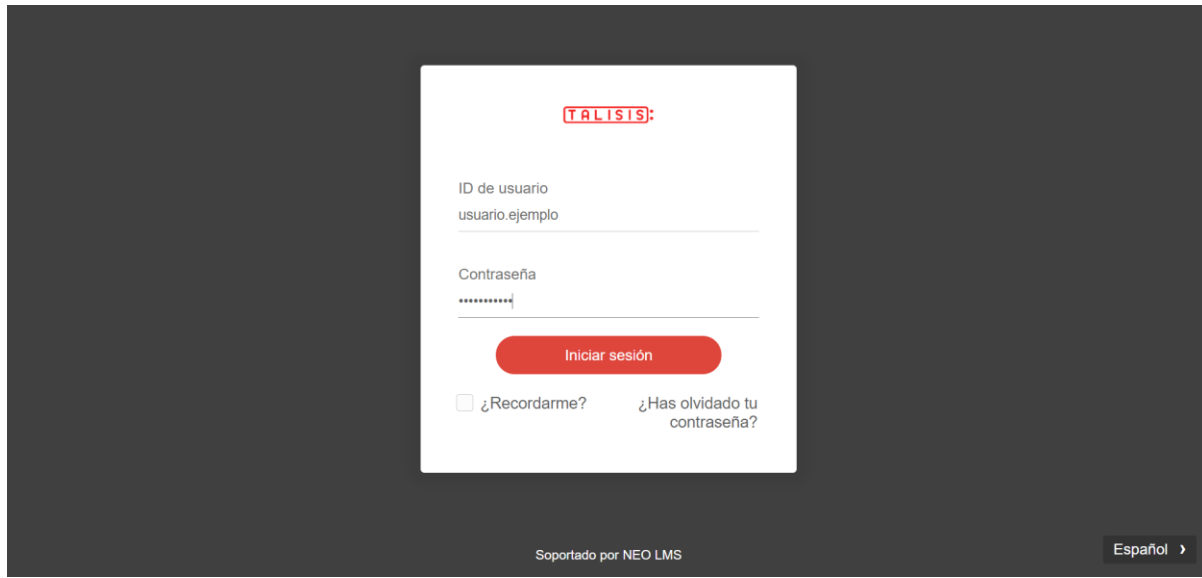 TALISIS:
ID de usuario
usuario.ejemplo
Contraseña
•••••••••••
Iniciar sesión
¿Recordarme?
¿Has olvidado tu
contraseña?
Soportado por NEO LMS
Español ›